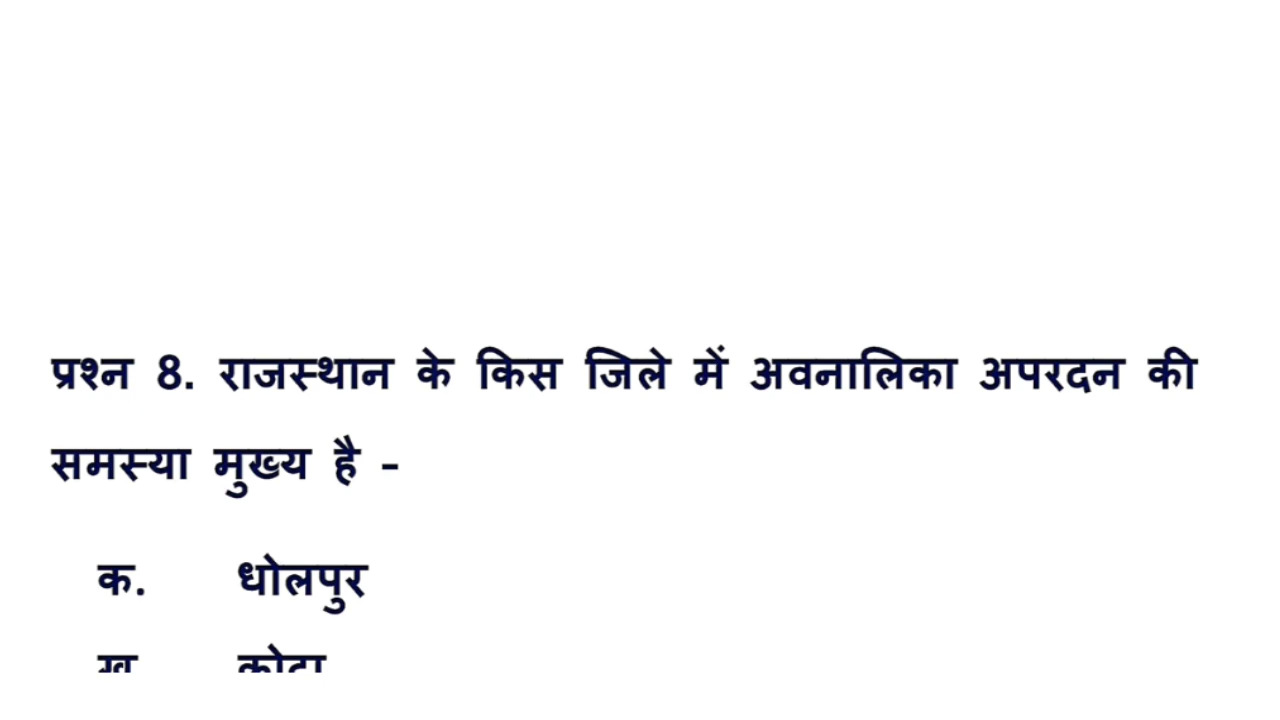 प्रश्न 8. राजस्थान के किस जिले में अवनालिका अपरदन की
समस्या मुख्य है -
क. धोलपुर
ख. कोटा